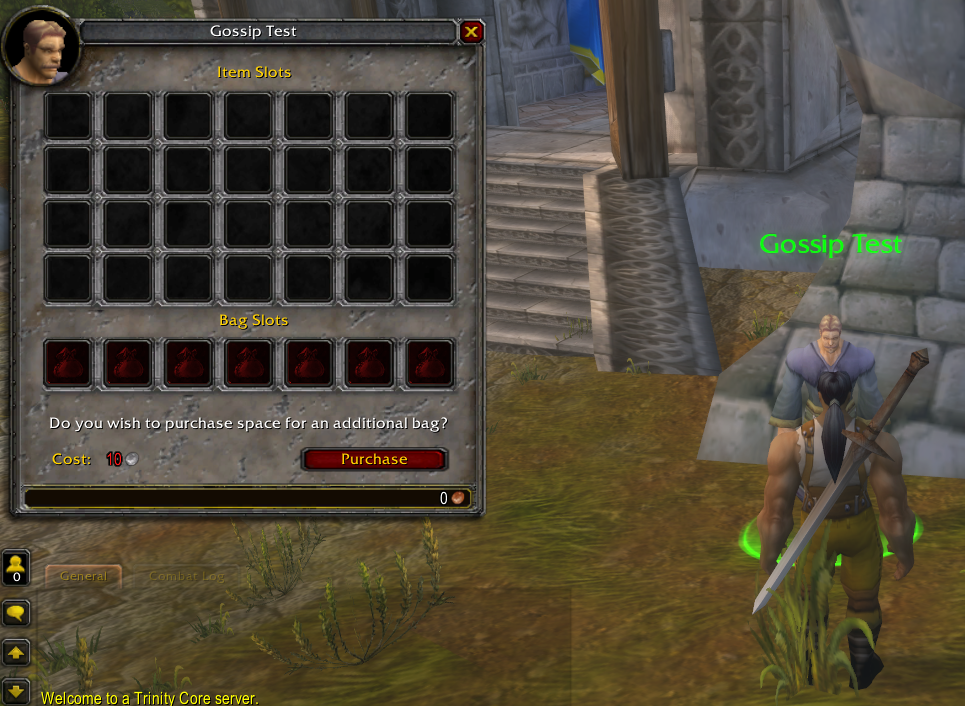 Gossip Test
Item Slots
Bag Slots
Do you wish to purchase space for an additional bag?
Cost: 10
Purchase
0
Gossip Test
0
General
Combat Log
Welcome to a Trinity Core server.